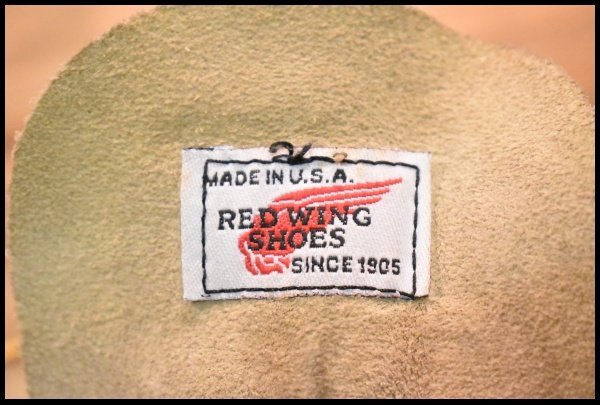 MADE IN U.S.A.
RED WING
SHOES
SINCE 1905